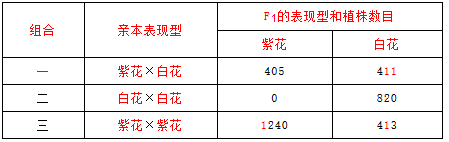 组合 亲本表现型 F1的表现型和植株数目
紫花 白花
一 紫花×白花 405 411
二 白花×白花 0 820
三 紫花×紫花 1240 413